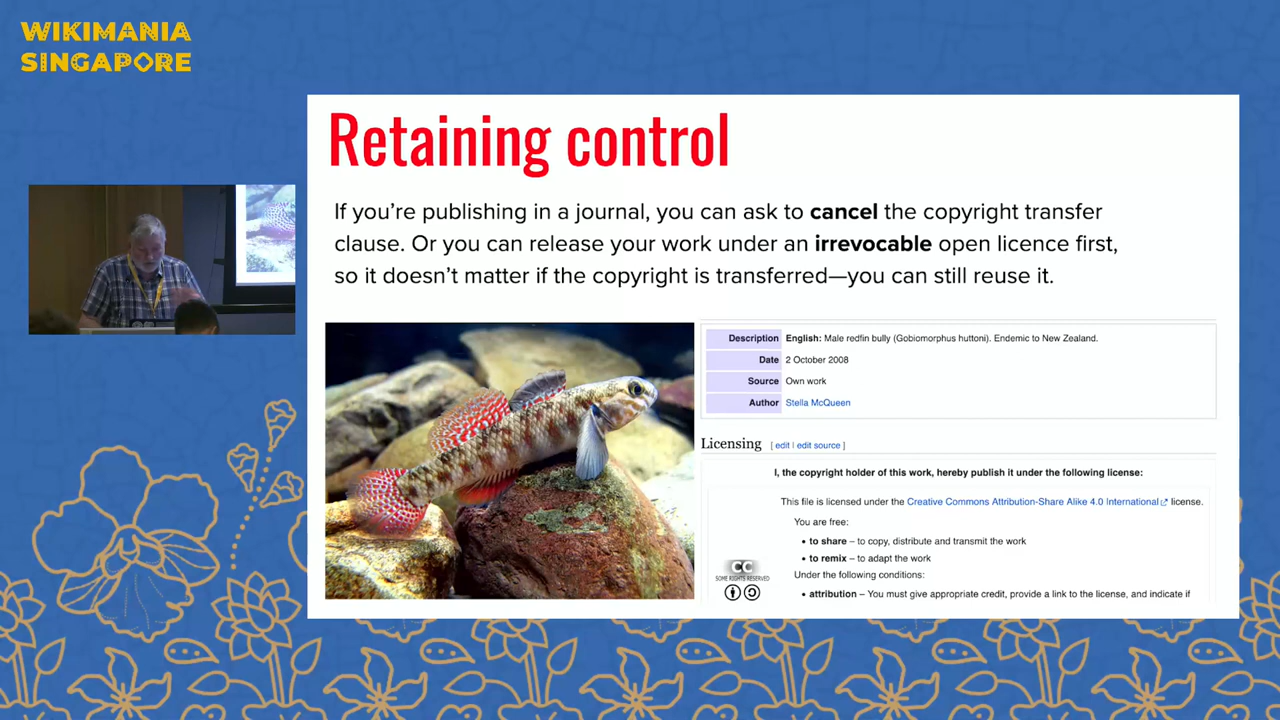 WIKIMANIA
SINGAPORE
Retaining control
If you’re publishing in a journal, you can ask to cancel the copyright transfer
clause. Or you can release your work under an irrevocable open licence first,
so it doesn’t matter if the copyright is transferred—you can still reuse it.
Description English: Male redfin bully (Gobiomorphus huttoni). Endemic to New Zealand.
Date 2 October 2008
Source Own work
Author Stella McQueen
Licensing [ edit | edit source ]
I, the copyright holder of this work, hereby publish it under the following license:
This file is licensed under the Creative Commons Attribution-Share Alike 4.0 International license.
You are free:
• to share – to copy, distribute and transmit the work
• to remix – to adapt the work
Under the following conditions:
• attribution – You must give appropriate credit, provide a link to the license, and indicate if
CC
SOME RIGHTS RESERVED